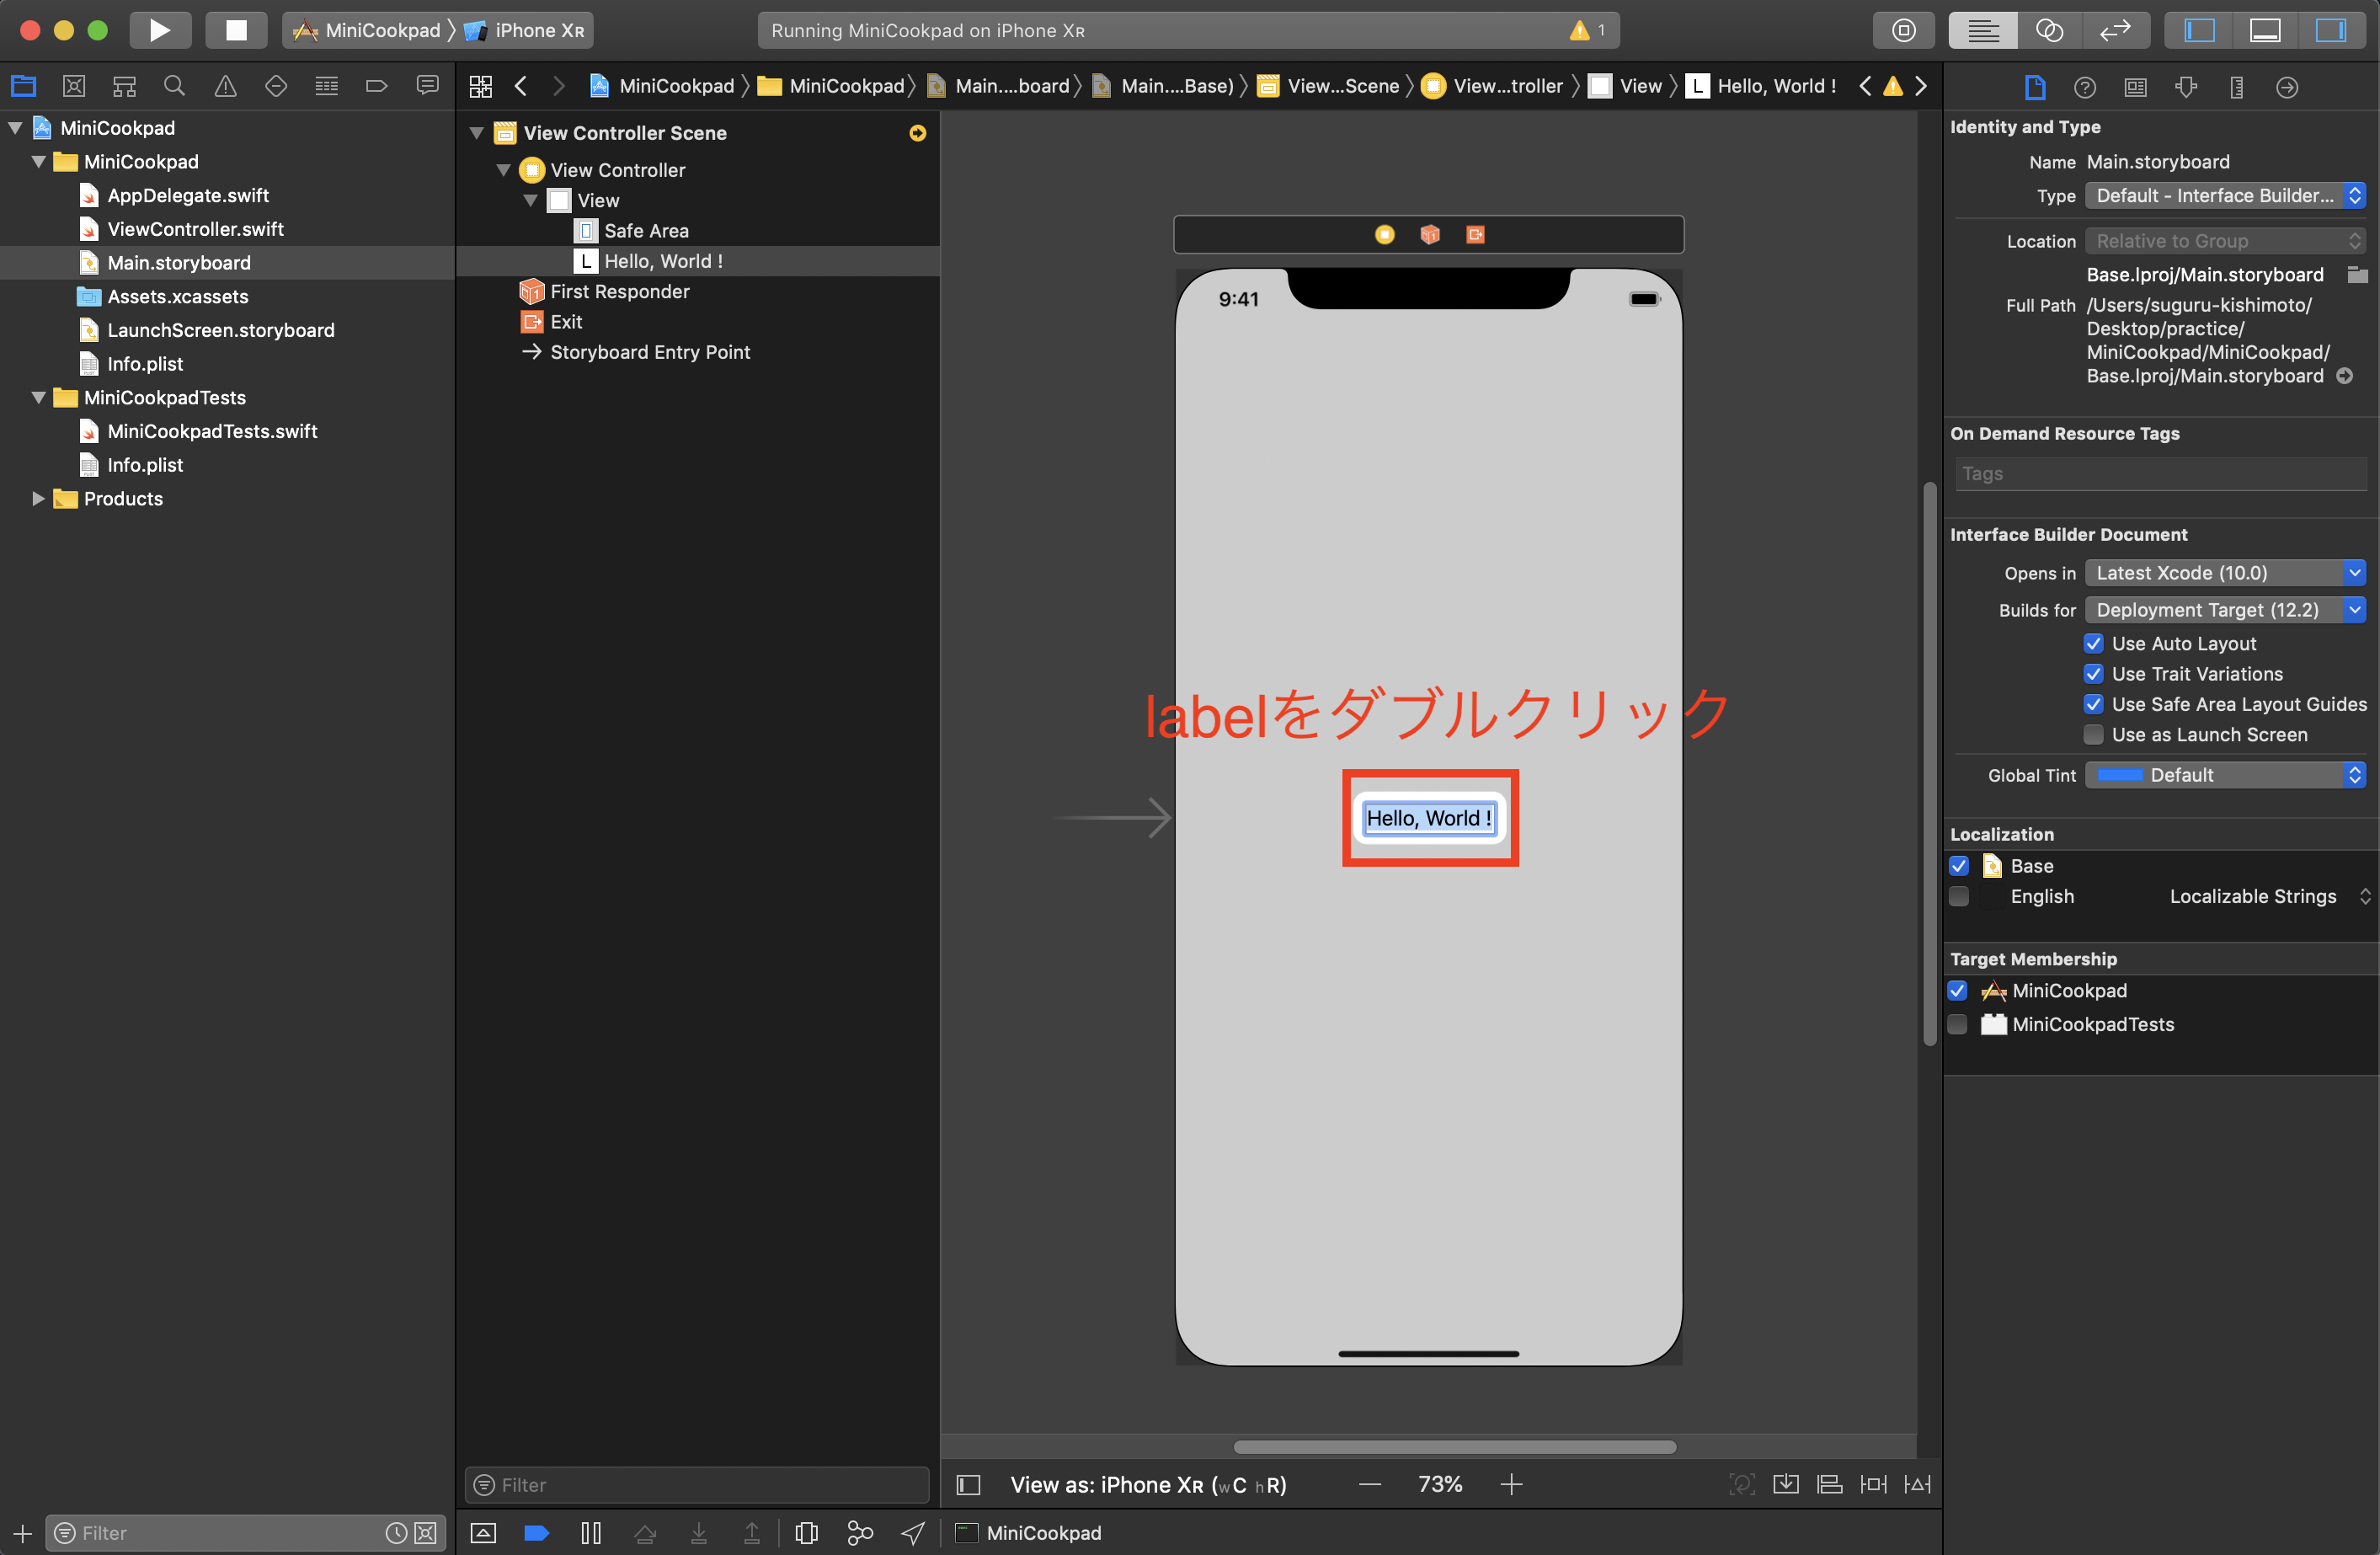 MiniCookpad 〉 iPhone Xʀ
Running MiniCookpad on iPhone Xʀ
1
MiniCookpad 〉 MiniCookpad 〉 Main....board 〉 Main....Base) 〉 View...Scene 〉 View...troller 〉 View 〉 L Hello, World !
MiniCookpad
MiniCookpad
AppDelegate.swift
ViewController.swift
Main.storyboard
Assets.xcassets
LaunchScreen.storyboard
Info.plist
MiniCookpadTests
MiniCookpadTests.swift
Info.plist
Products
Filter
View Controller Scene
View Controller
View
Safe Area
L Hello, World !
First Responder
Exit
Storyboard Entry Point
Filter
9:41
labelをダブルクリック
Hello, World !
View as: iPhone Xʀ (wC hR)
73%
MiniCookpad
Identity and Type
Name Main.storyboard
Type Default - Interface Builder...
Location Relative to Group
Base.lproj/Main.storyboard
Full Path /Users/suguru-kishimoto/
Desktop/practice/
MiniCookpad/MiniCookpad/
Base.lproj/Main.storyboard
On Demand Resource Tags
Tags
Interface Builder Document
Opens in Latest Xcode (10.0)
Builds for Deployment Target (12.2)
Use Auto Layout
Use Trait Variations
Use Safe Area Layout Guides
Use as Launch Screen
Global Tint Default
Localization
Base
English Localizable Strings
Target Membership
MiniCookpad
MiniCookpadTests